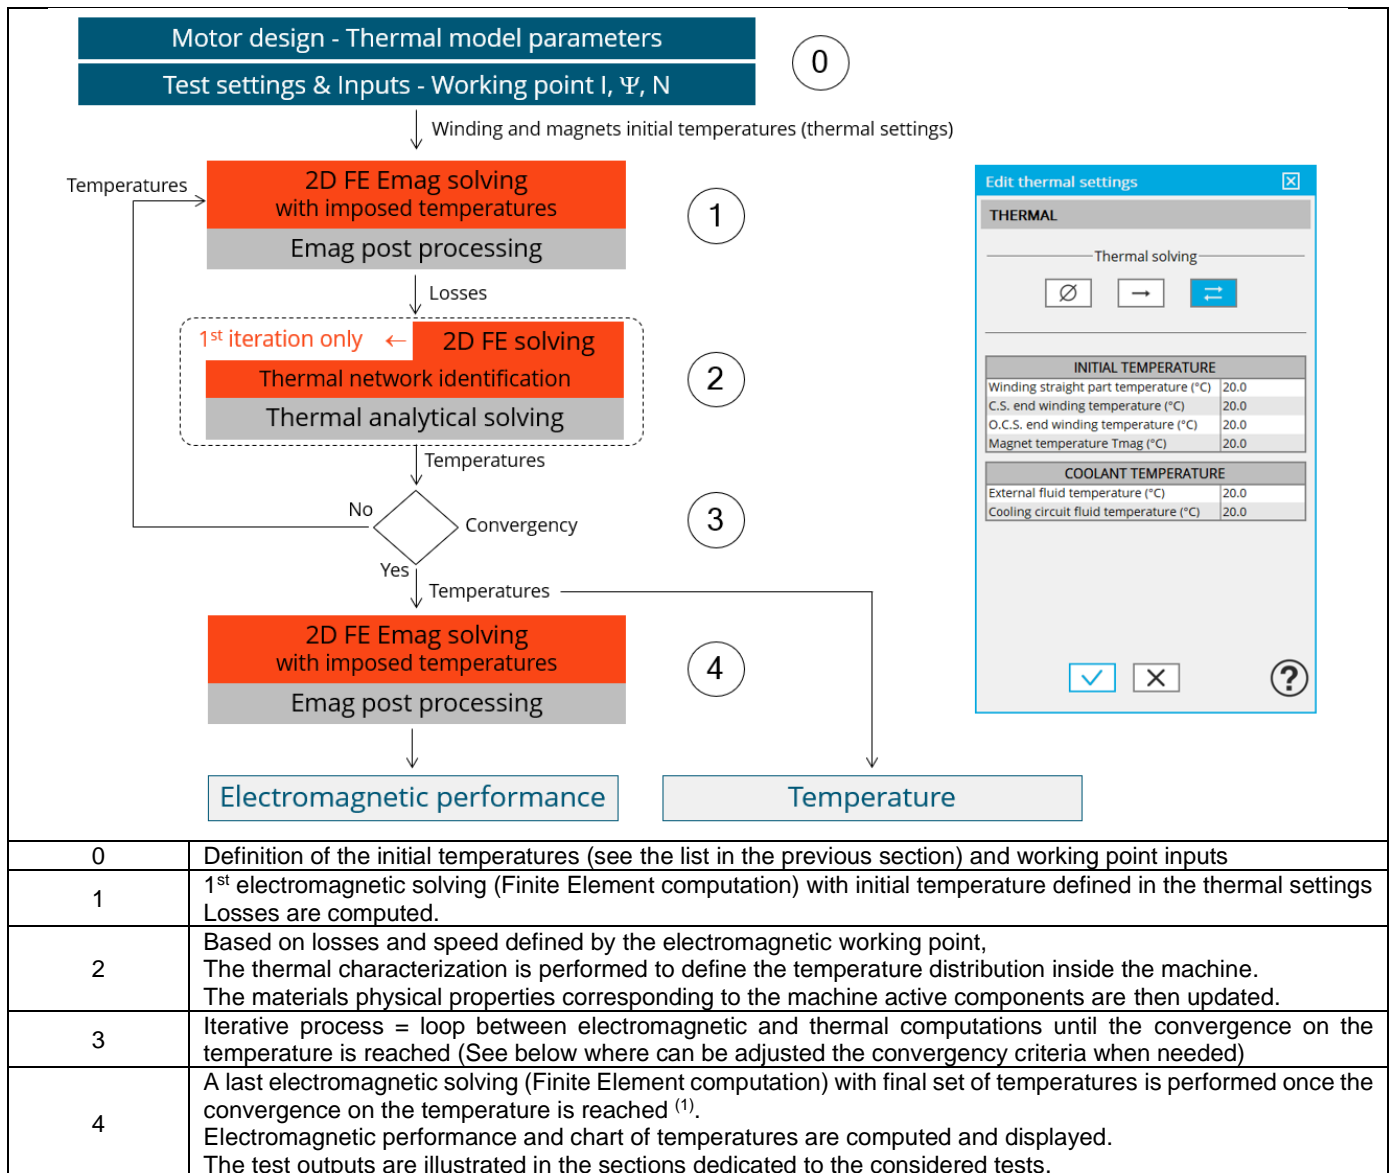 Motor design - Thermal model parameters
Test settings & Inputs - Working point I, Ψ, N
0
Winding and magnets initial temperatures (thermal settings)
Temperatures
2D FE Emag solving
with imposed temperatures
Emag post processing
1
Losses
1st iteration only ←
2D FE solving
Thermal network identification
Thermal analytical solving
2
Temperatures
No
Convergency
3
Yes
Temperatures
2D FE Emag solving
with imposed temperatures
Emag post processing
4
Electromagnetic performance
Temperature
Edit thermal settings
THERMAL
Thermal solving
INITIAL TEMPERATURE
Winding straight part temperature (°C) 20.0
C.S. end winding temperature (°C) 20.0
O.C.S. end winding temperature (°C) 20.0
Magnet temperature Tmag (°C) 20.0
COOLANT TEMPERATURE
External fluid temperature (°C) 20.0
Cooling circuit fluid temperature (°C) 20.0
?
0 Definition of the initial temperatures (see the list in the previous section) and working point inputs
1 1st electromagnetic solving (Finite Element computation) with initial temperature defined in the thermal settings
Losses are computed.
2 Based on losses and speed defined by the electromagnetic working point,
The thermal characterization is performed to define the temperature distribution inside the machine.
The materials physical properties corresponding to the machine active components are then updated.
3 Iterative process = loop between electromagnetic and thermal computations until the convergence on the
temperature is reached (See below where can be adjusted the convergency criteria when needed)
4 A last electromagnetic solving (Finite Element computation) with final set of temperatures is performed once the
convergence on the temperature is reached (1).
Electromagnetic performance and chart of temperatures are computed and displayed.
The test outputs are illustrated in the sections dedicated to the considered tests.